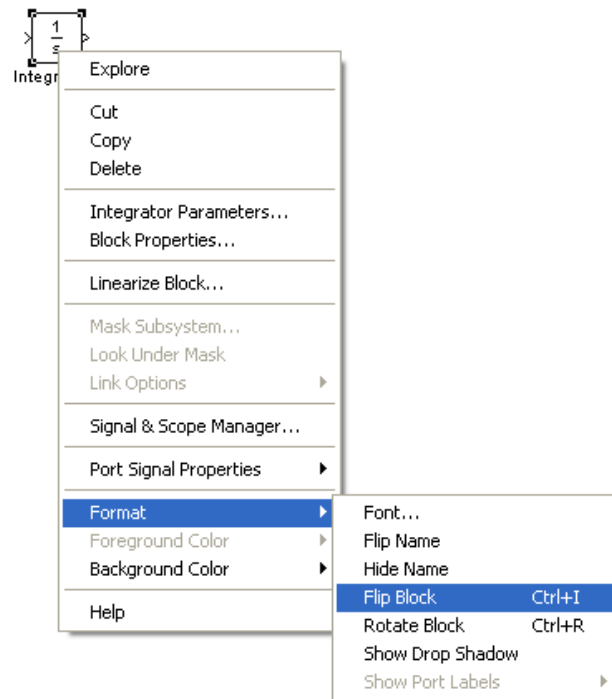 1
s
Integr
Explore
Cut
Copy
Delete
Integrator Parameters...
Block Properties...
Linearize Block...
Mask Subsystem...
Look Under Mask
Link Options
Signal & Scope Manager...
Port Signal Properties
Format
Foreground Color
Background Color
Help
Font...
Flip Name
Hide Name
Flip Block Ctrl+I
Rotate Block Ctrl+R
Show Drop Shadow
Show Port Labels